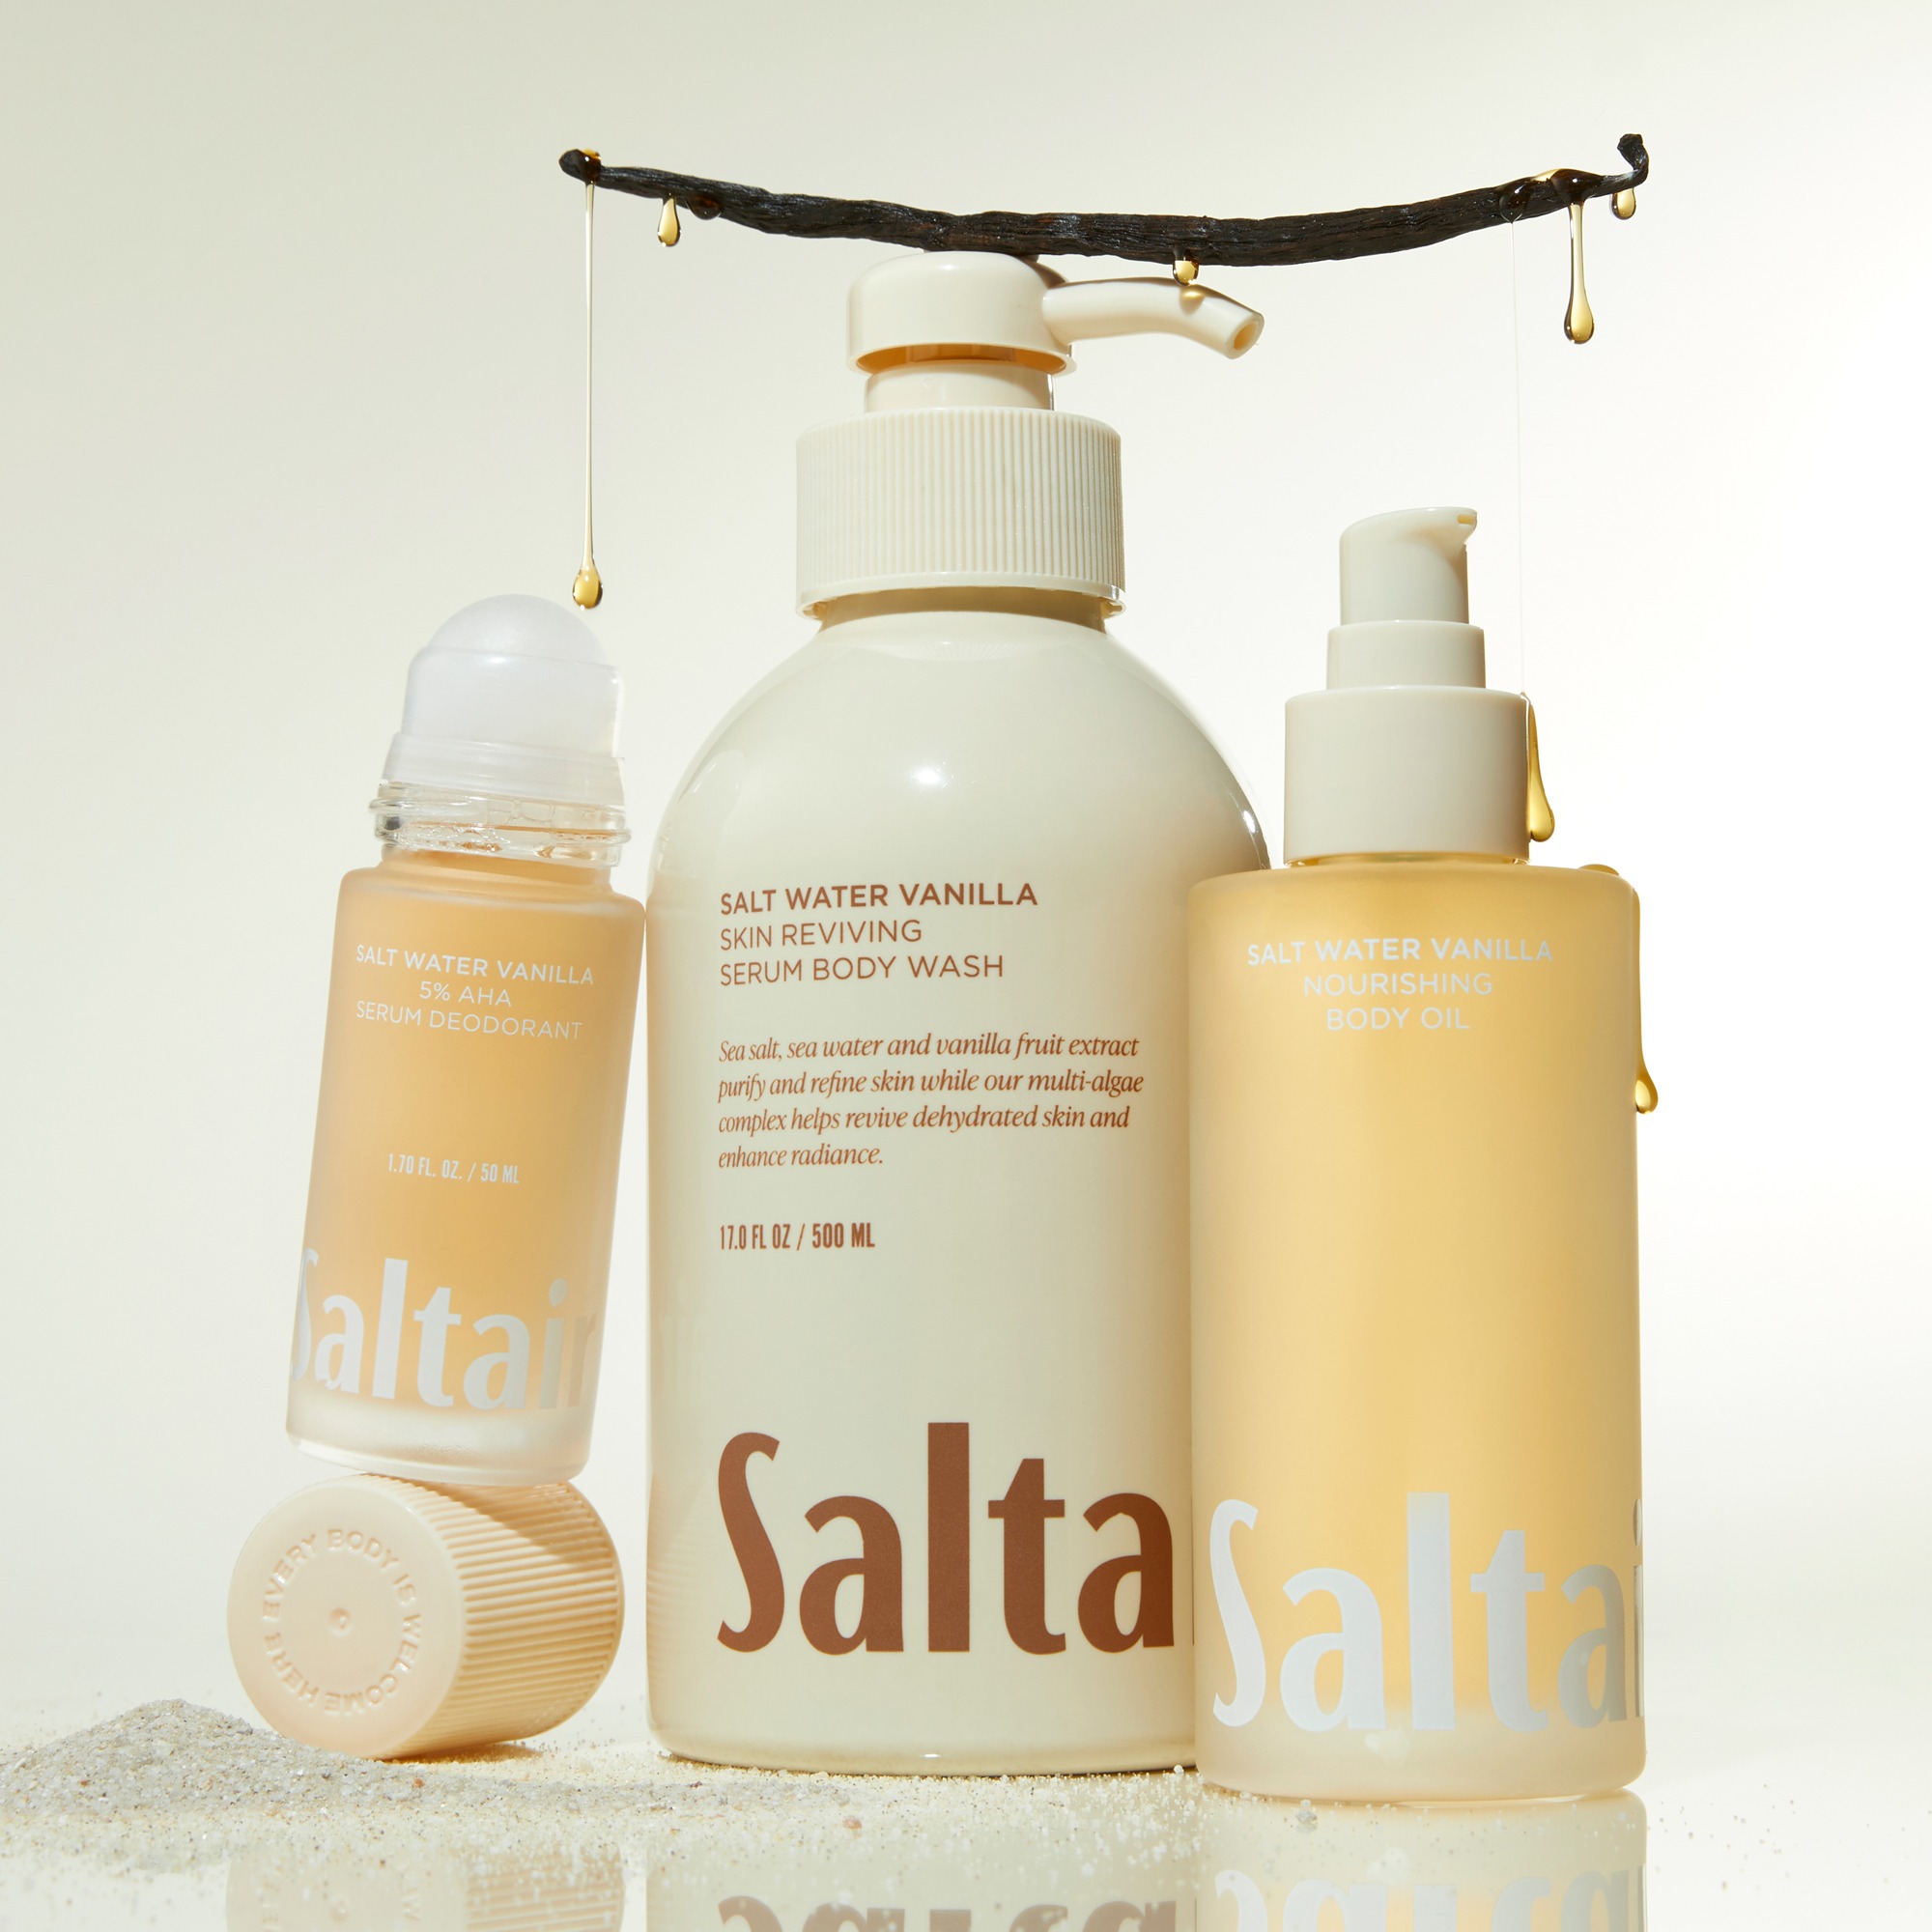 SALT WATER VANILLA
5% AHA
SERUM DEODORANT
1.70 FL. OZ. / 50 ML
Saltair
EVERY BODY IS WELCOME HERE
SALT WATER VANILLA
SKIN REVIVING
SERUM BODY WASH
Sea salt, sea water and vanilla fruit extract
purify and refine skin while our multi-algae
complex helps revive dehydrated skin and
enhance radiance.
17.0 FL OZ / 500 ML
Salta
SALT WATER VANILLA
NOURISHING
BODY OIL
Saltai